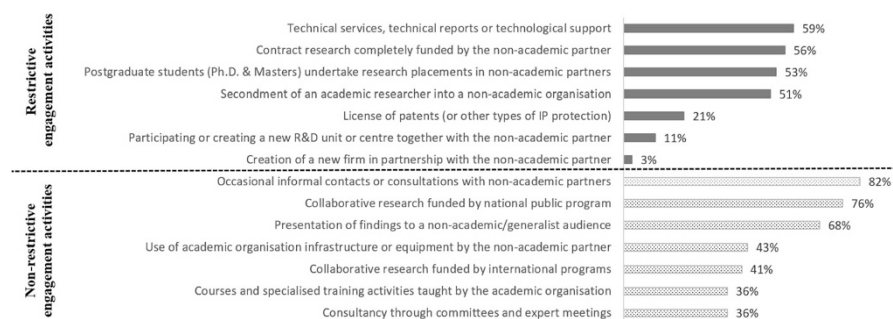 Restrictive
engagement activities
Technical services, technical reports or technological support 59%
Contract research completely funded by the non-academic partner 56%
Postgraduate students (Ph.D. & Masters) undertake research placements in non-academic partners 53%
Secondment of an academic researcher into a non-academic organisation 51%
License of patents (or other types of IP protection) 21%
Participating or creating a new R&D unit or centre together with the non-academic partner 11%
Creation of a new firm in partnership with the non-academic partner 3%
Non-restrictive
engagement activities
Occasional informal contacts or consultations with non-academic partners 82%
Collaborative research funded by national public program 76%
Presentation of findings to a non-academic/generalist audience 68%
Use of academic organisation infrastructure or equipment by the non-academic partner 43%
Collaborative research funded by international programs 41%
Courses and specialised training activities taught by the academic organisation 36%
Consultancy through committees and expert meetings 36%